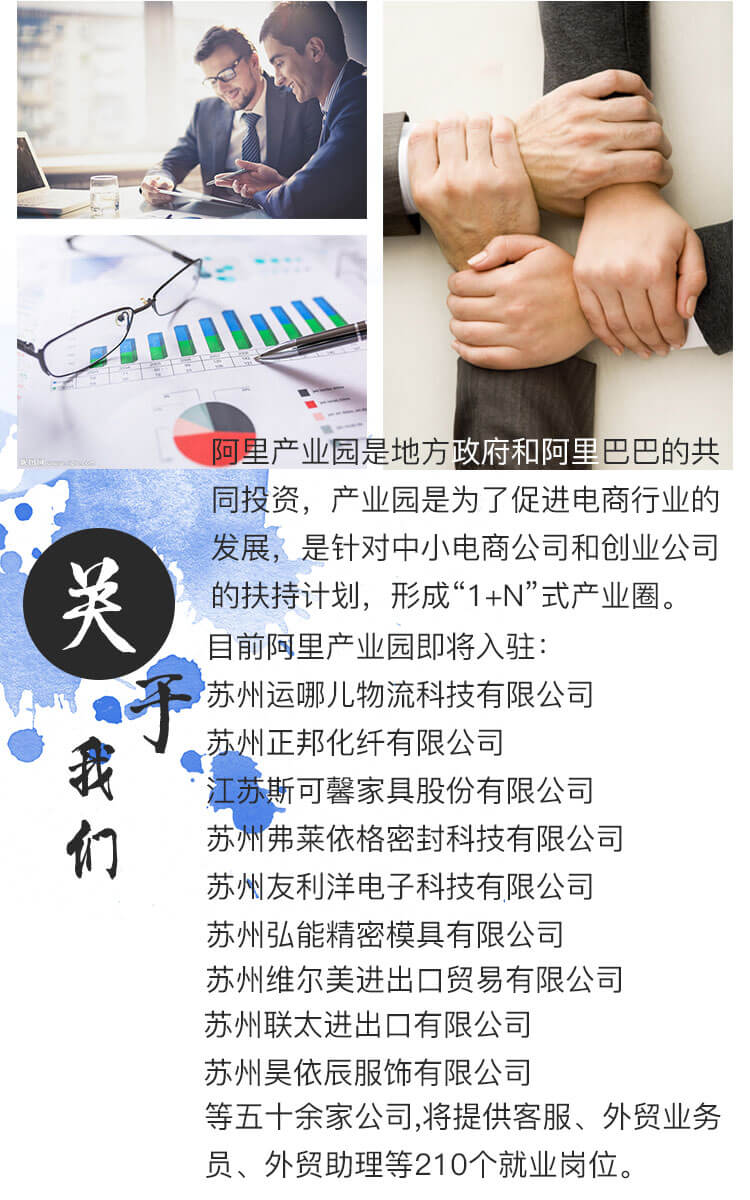 阿里产业园是地方政府和阿里巴巴的共
同投资，产业园是为了促进电商行业的
发展，是针对中小电商公司和创业公司
的扶持计划，形成“1+N”式产业圈。
关于我们
目前阿里产业园即将入驻：
苏州运哪儿物流科技有限公司
苏州正邦化纤有限公司
江苏斯可馨家具股份有限公司
苏州弗莱依格密封科技有限公司
苏州友利洋电子科技有限公司
苏州弘能精密模具有限公司
苏州维尔美进出口贸易有限公司
苏州联太进出口有限公司
苏州昊依辰服饰有限公司
等五十余家公司,将提供客服、外贸业务
员、外贸助理等210个就业岗位。